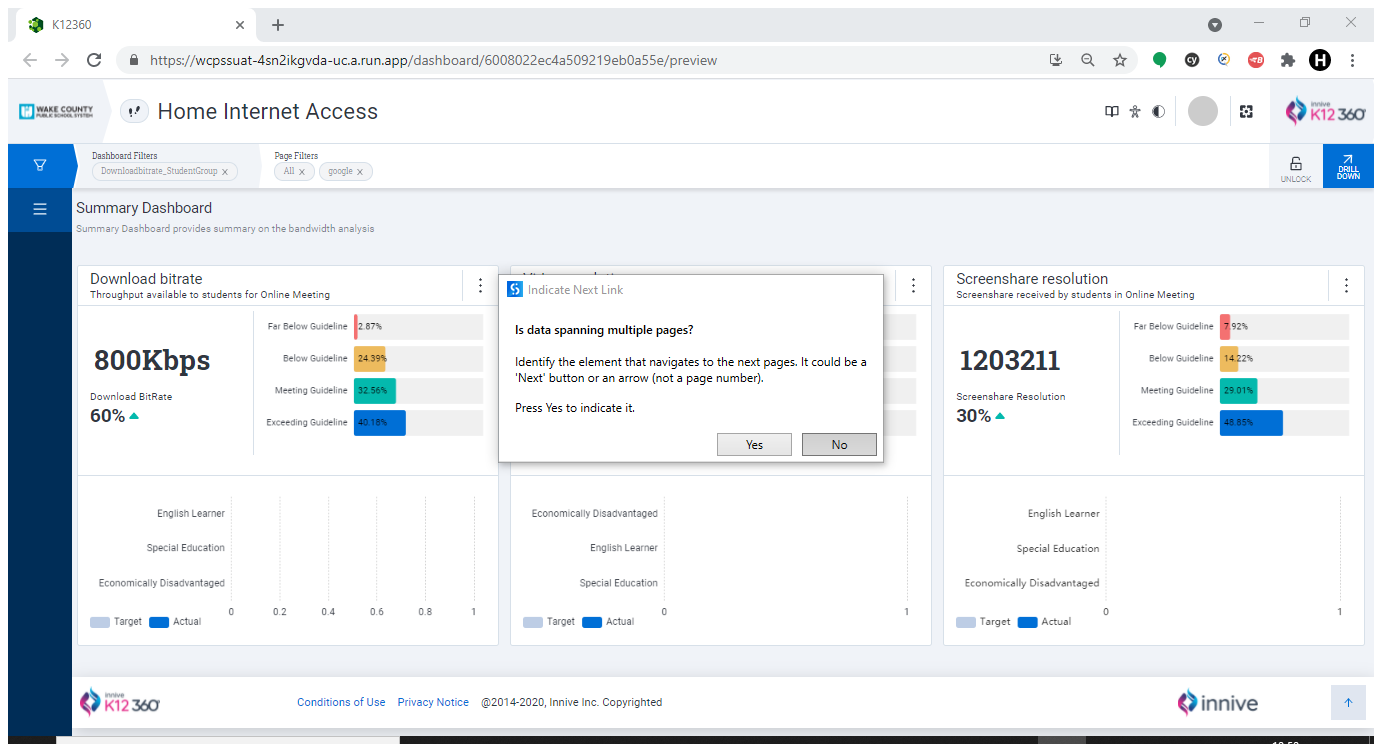 K12360
https://wcpssuat-4sn2ikgvda-uc.a.run.app/dashboard/6008022ec4a509219eb0a55e/preview
WAKE COUNTY
PUBLIC SCHOOL SYSTEM
Home Internet Access
innive
K12 360°
Dashboard Filters
Downloadbitrate_StudentGroup x
Page Filters
All x
google x
UNLOCK
DRILL
DOWN
Summary Dashboard
Summary Dashboard provides summary on the bandwidth analysis
Download bitrate
Throughput available to students for Online Meeting
800Kbps
Download BitRate
60%
Far Below Guideline 2.87%
Below Guideline 24.39%
Meeting Guideline 32.56%
Exceeding Guideline 40.18%
English Learner
Special Education
Economically Disadvantaged
0 0.2 0.4 0.6 0.8 1
Target Actual
Indicate Next Link
Is data spanning multiple pages?
Identify the element that navigates to the next pages. It could be a
'Next' button or an arrow (not a page number).
Press Yes to indicate it.
Yes No
Economically Disadvantaged
English Learner
Special Education
0 1
Target Actual
Screenshare resolution
Screenshare received by students in Online Meeting
1203211
Screenshare Resolution
30%
Far Below Guideline 7.92%
Below Guideline 14.22%
Meeting Guideline 29.01%
Exceeding Guideline 48.85%
English Learner
Special Education
Economically Disadvantaged
0 1
Target Actual
innive
K12 360°
Conditions of Use Privacy Notice @2014-2020, Innive Inc. Copyrighted
innive